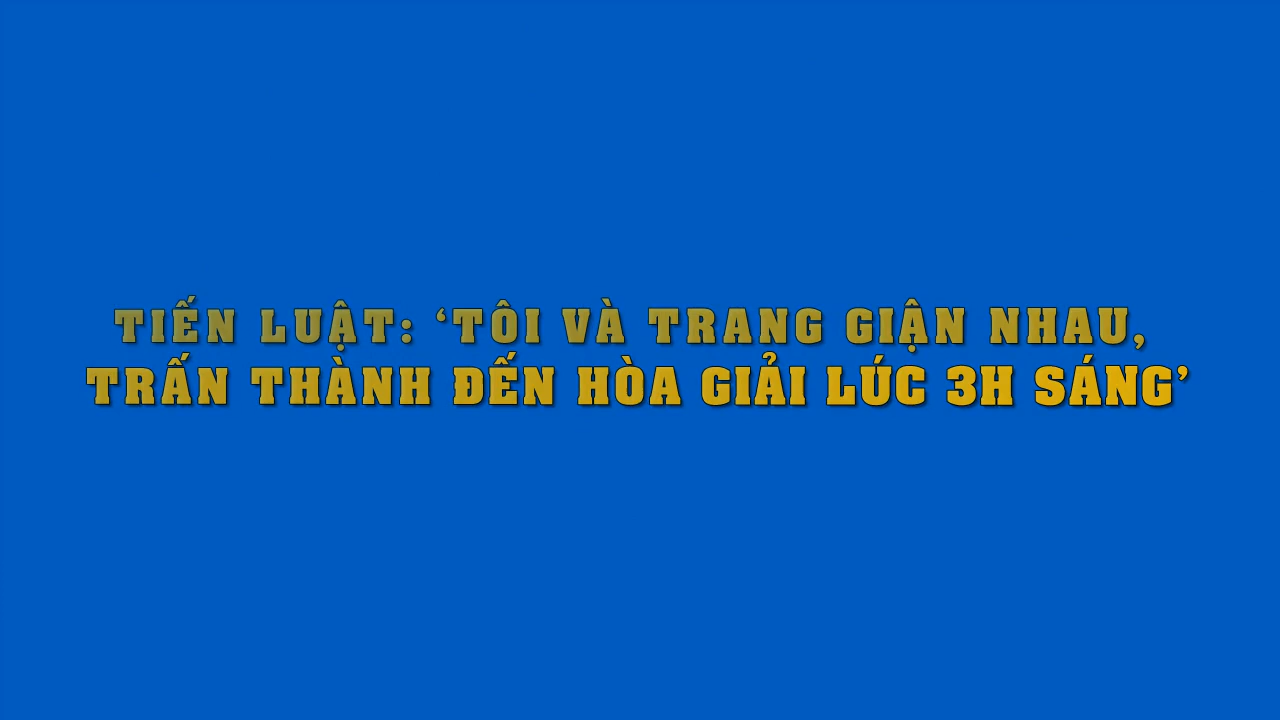 TIẾN LUẬT: ‘TÔI VÀ TRANG GIẬN NHAU,
TRẤN THÀNH ĐẾN HÒA GIẢI LÚC 3H SÁNG’